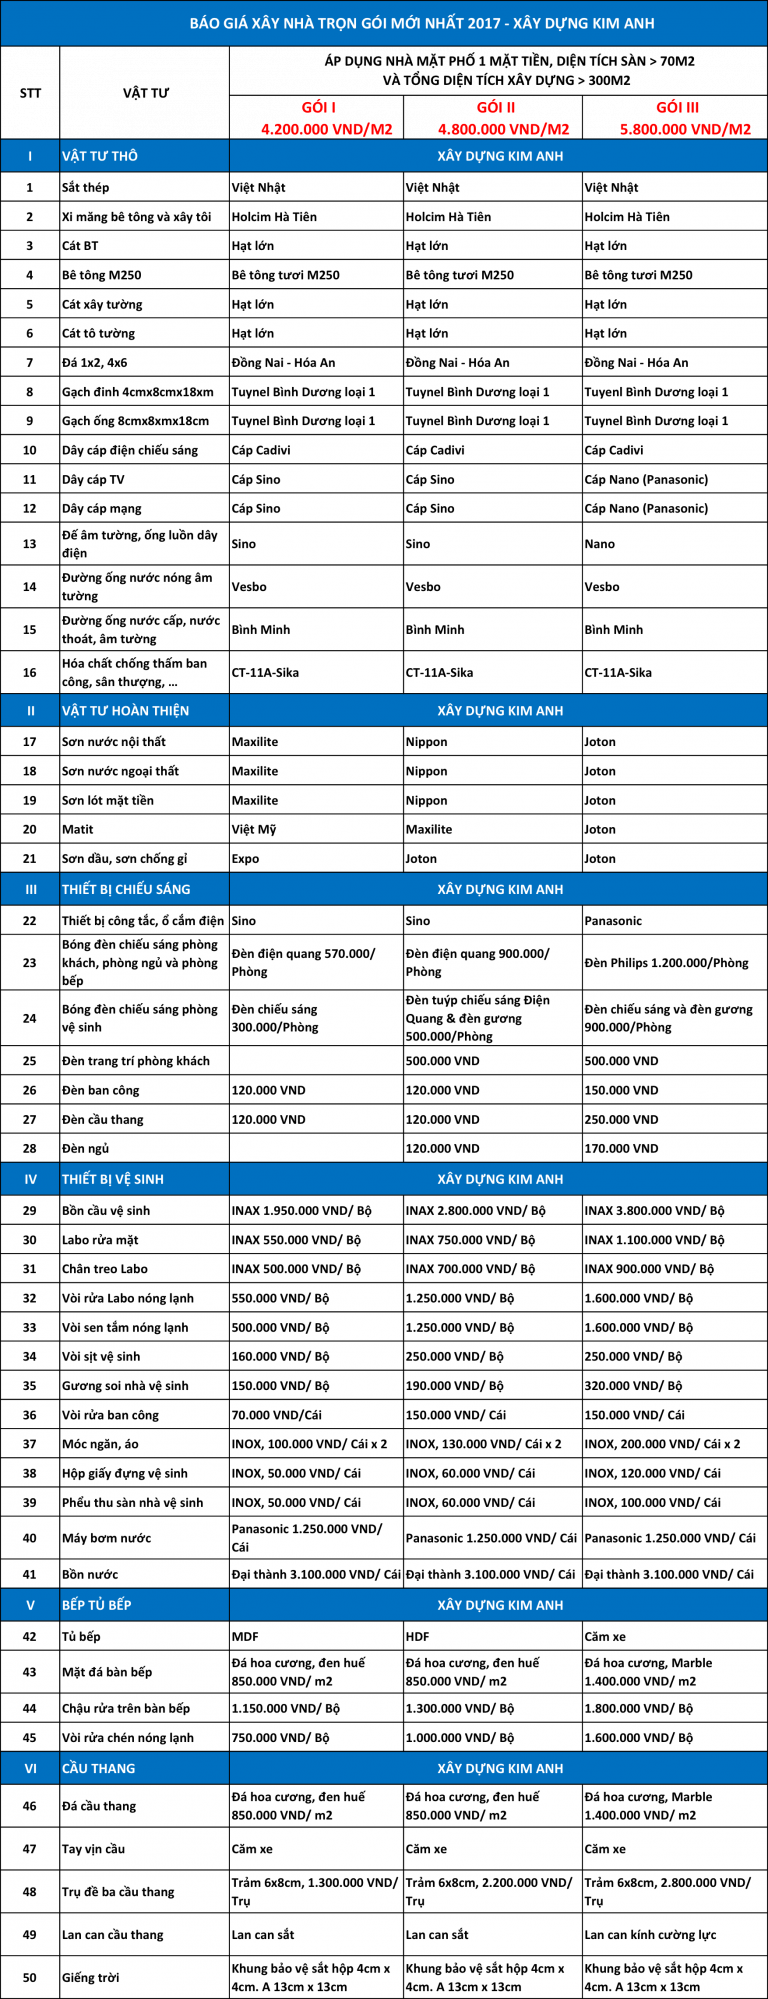 BÁO GIÁ XÂY NHÀ TRỌN GÓI MỚI NHẤT 2017 - XÂY DỰNG KIM ANH
STT VẬT TƯ ÁP DỤNG NHÀ MẶT PHỐ 1 MẶT TIỀN, DIỆN TÍCH SÀN > 70M2
VÀ TỔNG DIỆN TÍCH XÂY DỰNG > 300M2
GÓI I GÓI II GÓI III
4.200.000 VND/M2 4.800.000 VND/M2 5.800.000 VND/M2
I VẬT TƯ THÔ XÂY DỰNG KIM ANH
1 Sắt thép Việt Nhật Việt Nhật Việt Nhật
2 Xi măng bê tông và xây tôi Holcim Hà Tiên Holcim Hà Tiên Holcim Hà Tiên
3 Cát BT Hạt lớn Hạt lớn Hạt lớn
4 Bê tông M250 Bê tông tươi M250 Bê tông tươi M250 Bê tông tươi M250
5 Cát xây tường Hạt lớn Hạt lớn Hạt lớn
6 Cát tô tường Hạt lớn Hạt lớn Hạt lớn
7 Đá 1x2, 4x6 Đồng Nai - Hóa An Đồng Nai - Hóa An Đồng Nai - Hóa An
8 Gạch đinh 4cmx8cmx18xm Tuynel Bình Dương loại 1 Tuynel Bình Dương loại 1 Tuyenl Bình Dương loại 1
9 Gạch ống 8cmx8xmx18cm Tuynel Bình Dương loại 1 Tuynel Bình Dương loại 1 Tuynel Bình Dương loại 1
10 Dây cáp điện chiếu sáng Cáp Cadivi Cáp Cadivi Cáp Cadivi
11 Dây cáp TV Cáp Sino Cáp Sino Cáp Nano (Panasonic)
12 Dây cáp mạng Cáp Sino Cáp Sino Cáp Nano (Panasonic)
13 Đế âm tường, ống luồn dây
điện Sino Sino Nano
14 Đường ống nước nóng âm
tường Vesbo Vesbo Vesbo
15 Đường ống nước cấp, nước
thoát, âm tường Bình Minh Bình Minh Bình Minh
16 Hóa chất chống thấm ban
công, sân thượng, ... CT-11A-Sika CT-11A-Sika CT-11A-Sika
II VẬT TƯ HOÀN THIỆN XÂY DỰNG KIM ANH
17 Sơn nước nội thất Maxilite Nippon Joton
18 Sơn nước ngoại thất Maxilite Nippon Joton
19 Sơn lót mặt tiền Maxilite Nippon Joton
20 Matit Việt Mỹ Maxilite Joton
21 Sơn dầu, sơn chống gỉ Expo Joton Joton
III THIẾT BỊ CHIẾU SÁNG XÂY DỰNG KIM ANH
22 Thiết bị công tắc, ổ cắm điện Sino Sino Panasonic
23 Bóng đèn chiếu sáng phòng
khách, phòng ngủ và phòng
bếp Đèn điện quang 570.000/
Phòng Đèn điện quang 900.000/
Phòng Đèn Philips 1.200.000/Phòng
24 Bóng đèn chiếu sáng phòng
vệ sinh Đèn chiếu sáng
300.000/Phòng Đèn tuýp chiếu sáng Điện
Quang & đèn gương
500.000/Phòng Đèn chiếu sáng và đèn gương
900.000/Phòng
25 Đèn trang trí phòng khách 500.000 VND 500.000 VND
26 Đèn ban công 120.000 VND 120.000 VND 150.000 VND
27 Đèn cầu thang 120.000 VND 120.000 VND 250.000 VND
28 Đèn ngủ 120.000 VND 170.000 VND
IV THIẾT BỊ VỆ SINH XÂY DỰNG KIM ANH
29 Bồn cầu vệ sinh INAX 1.950.000 VND/ Bộ INAX 2.800.000 VND/ Bộ INAX 3.800.000 VND/ Bộ
30 Labo rửa mặt INAX 550.000 VND/ Bộ INAX 750.000 VND/ Bộ INAX 1.100.000 VND/ Bộ
31 Chân treo Labo INAX 500.000 VND/ Bộ INAX 700.000 VND/ Bộ INAX 900.000 VND/ Bộ
32 Vòi rửa Labo nóng lạnh 550.000 VND/ Bộ 1.250.000 VND/ Bộ 1.600.000 VND/ Bộ
33 Vòi sen tắm nóng lạnh 500.000 VND/ Bộ 1.250.000 VND/ Bộ 1.600.000 VND/ Bộ
34 Vòi sịt vệ sinh 160.000 VND/ Bộ 250.000 VND/ Bộ 250.000 VND/ Bộ
35 Gương soi nhà vệ sinh 150.000 VND/ Bộ 190.000 VND/ Bộ 320.000 VND/ Bộ
36 Vòi rửa ban công 70.000 VND/Cái 150.000 VND/ Cái 150.000 VND/ Cái
37 Móc ngăn, áo INOX, 100.000 VND/ Cái x 2 INOX, 130.000 VND/ Cái x 2 INOX, 200.000 VND/ Cái x 2
38 Hộp giấy đựng vệ sinh INOX, 50.000 VND/ Cái INOX, 60.000 VND/ Cái INOX, 120.000 VND/ Cái
39 Phểu thu sàn nhà vệ sinh INOX, 50.000 VND/ Cái INOX, 60.000 VND/ Cái INOX, 100.000 VND/ Cái
40 Máy bơm nước Panasonic 1.250.000 VND/
Cái Panasonic 1.250.000 VND/ Cái Panasonic 1.250.000 VND/ Cái
41 Bồn nước Đại thành 3.100.000 VND/ Cái Đại thành 3.100.000 VND/ Cái Đại thành 3.100.000 VND/ Cái
V BẾP TỦ BẾP XÂY DỰNG KIM ANH
42 Tủ bếp MDF HDF Căm xe
43 Mặt đá bàn bếp Đá hoa cương, đen huế
850.000 VND/ m2 Đá hoa cương, đen huế
850.000 VND/ m2 Đá hoa cương, Marble
1.400.000 VND/ m2
44 Chậu rửa trên bàn bếp 1.150.000 VND/ Bộ 1.300.000 VND/ Bộ 1.800.000 VND/ Bộ
45 Vòi rửa chén nóng lạnh 750.000 VND/ Bộ 1.000.000 VND/ Bộ 1.600.000 VND/ Bộ
VI CẦU THANG XÂY DỰNG KIM ANH
46 Đá cầu thang Đá hoa cương, đen huế
850.000 VND/ m2 Đá hoa cương, đen huế
850.000 VND/ m2 Đá hoa cương, Marble
1.400.000 VND/ m2
47 Tay vịn cầu Căm xe Căm xe Căm xe
48 Trụ đề ba cầu thang Trảm 6x8cm, 1.300.000 VND/
Trụ Trảm 6x8cm, 2.200.000 VND/
Trụ Trảm 6x8cm, 2.800.000 VND/
Trụ
49 Lan can cầu thang Lan can sắt Lan can sắt Lan can kính cường lực
50 Giếng trời Khung bảo vệ sắt hộp 4cm x
4cm. A 13cm x 13cm Khung bảo vệ sắt hộp 4cm x
4cm. A 13cm x 13cm Khung bảo vệ sắt hộp 4cm x
4cm. A 13cm x 13cm